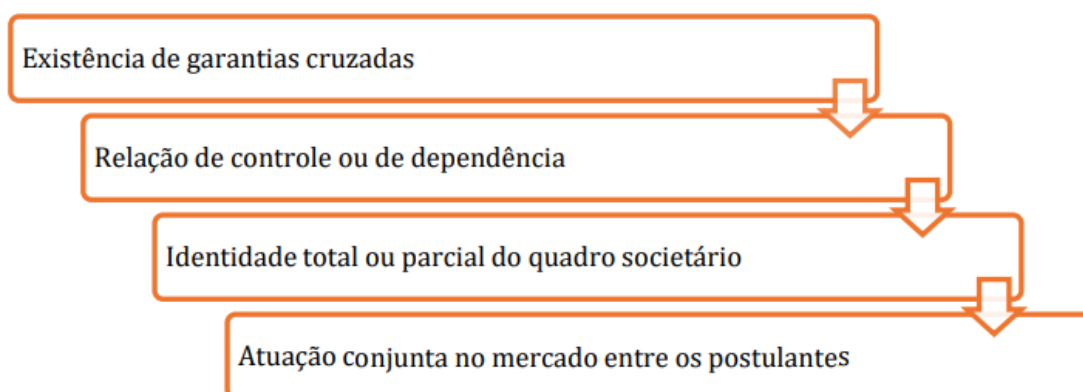 Existência de garantias cruzadas
Relação de controle ou de dependência
Identidade total ou parcial do quadro societário
Atuação conjunta no mercado entre os postulantes